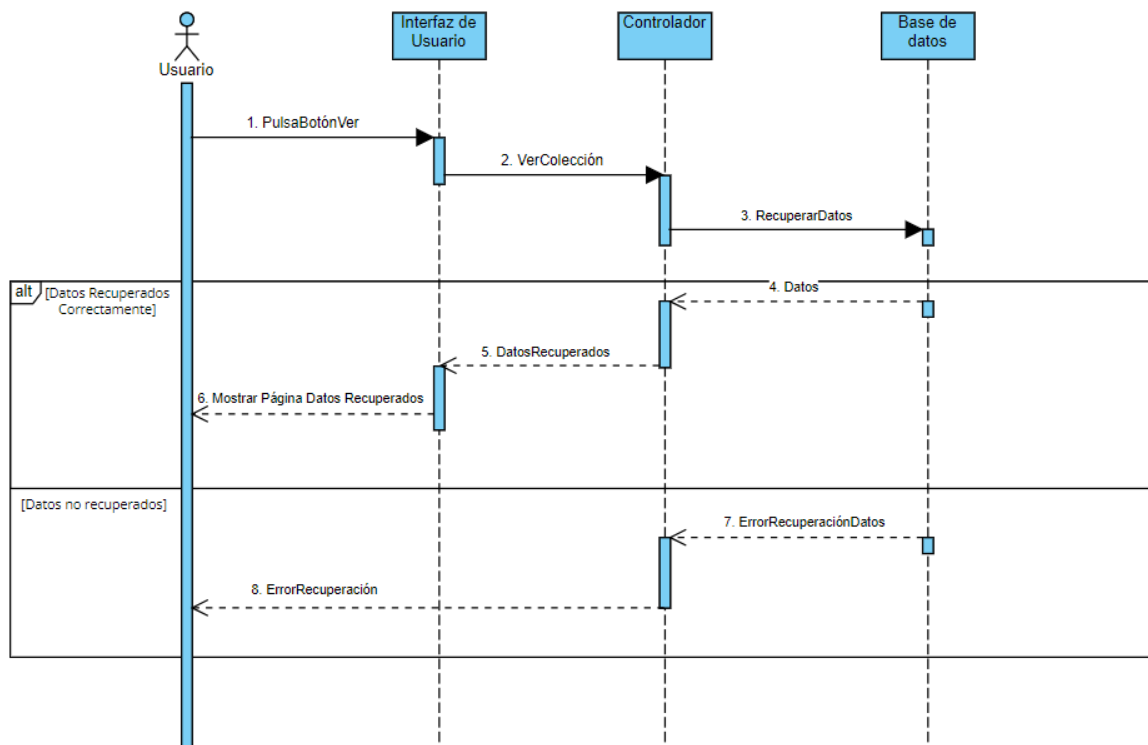 Usuario
Interfaz de
Usuario
Controlador
Base de
datos
1. PulsaBotónVer
2. VerColección
3. RecuperarDatos
alt
[Datos Recuperados
Correctamente]
4. Datos
5. DatosRecuperados
6. Mostrar Página Datos Recuperados
[Datos no recuperados]
7. ErrorRecuperaciónDatos
8. ErrorRecuperación